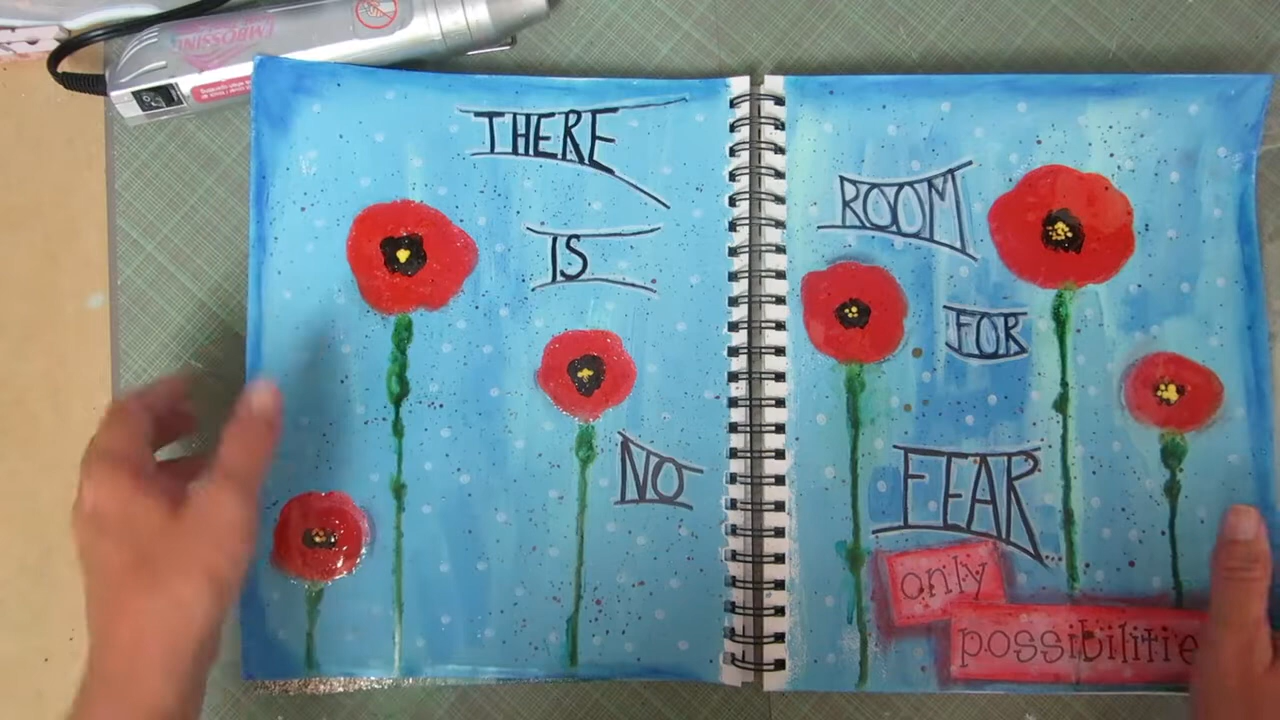 THERE
IS
NO
ROOM
FOR
FEAR...
only
possibilitie